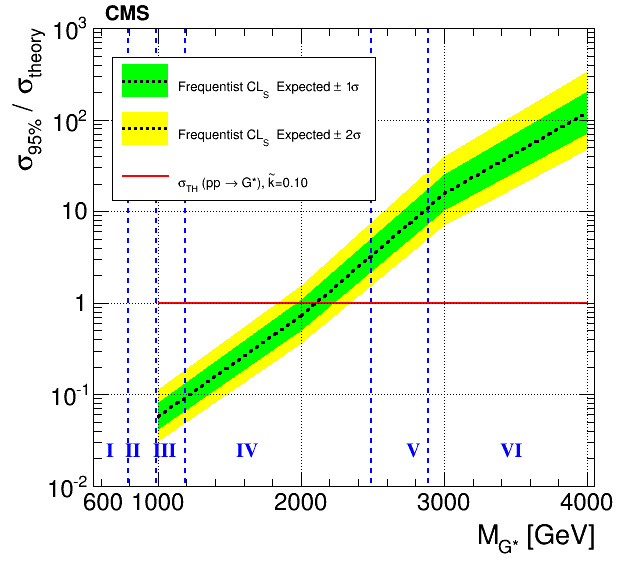 CMS
σ95% / σtheory
10³
10²
10
1
10⁻¹
10⁻²
Frequentist CLS Expected ± 1σ
Frequentist CLS Expected ± 2σ
σTH (pp → G*), k̃=0.10
I II III IV V VI
600 800 1000 2000 3000 4000
MG* [GeV]